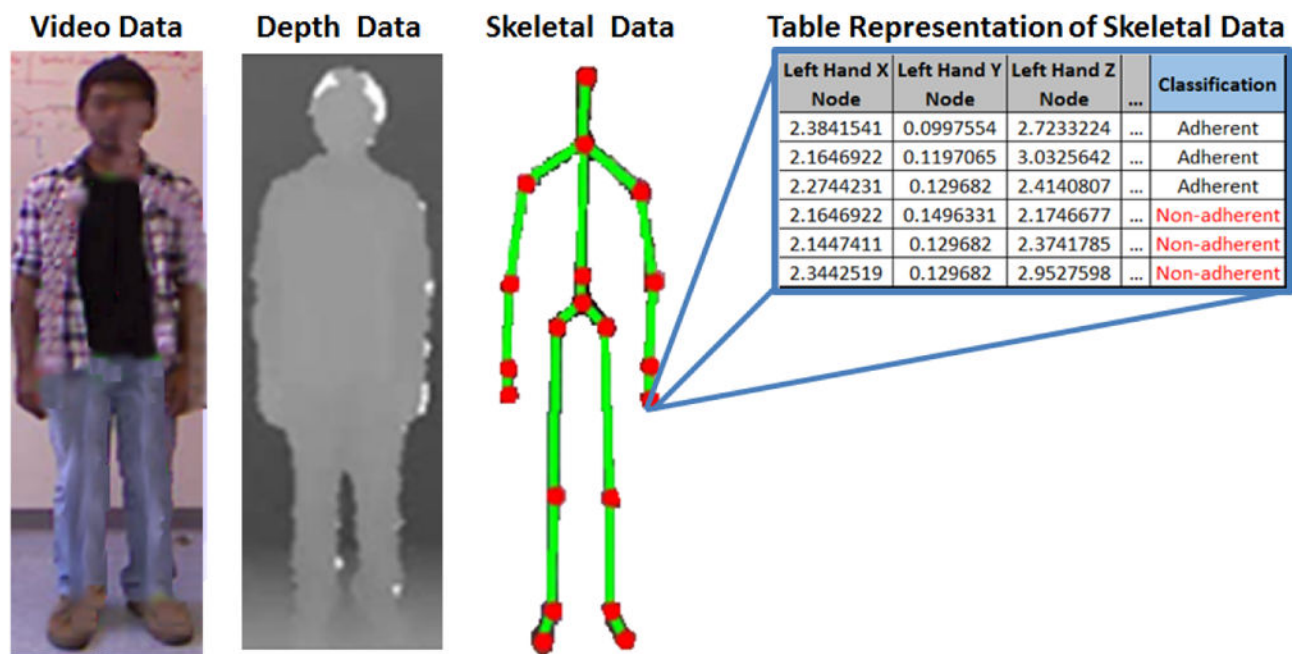 Video Data
Depth Data
Skeletal Data
Table Representation of Skeletal Data
Left Hand X Node Left Hand Y Node Left Hand Z Node ... Classification
2.3841541 0.0997554 2.7233224 ... Adherent
2.1646922 0.1197065 3.0325642 ... Adherent
2.2744231 0.129682 2.4140807 ... Adherent
2.1646922 0.1496331 2.1746677 ... Non-adherent
2.1447411 0.129682 2.3741785 ... Non-adherent
2.3442519 0.129682 2.9527598 ... Non-adherent